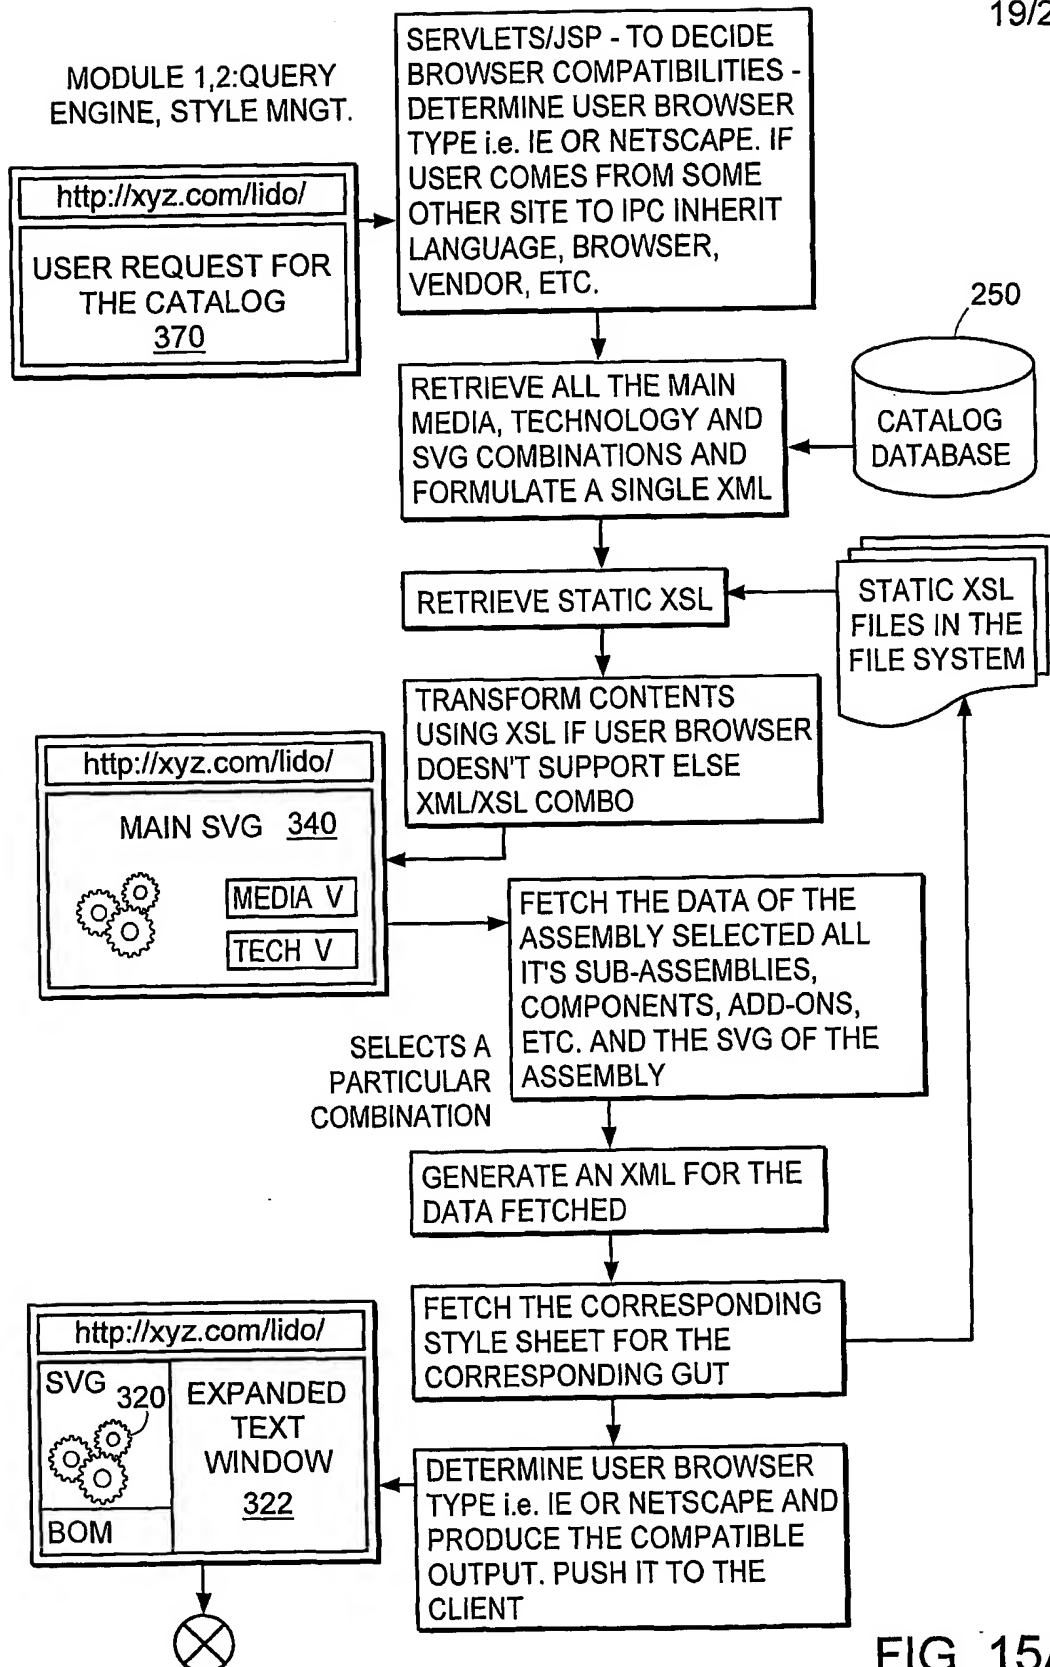 19/2
MODULE 1,2:QUERY
ENGINE, STYLE MNGT.
http://xyz.com/lido/
USER REQUEST FOR
THE CATALOG
370
SERVLETS/JSP - TO DECIDE
BROWSER COMPATIBILITIES -
DETERMINE USER BROWSER
TYPE i.e. IE OR NETSCAPE. IF
USER COMES FROM SOME
OTHER SITE TO IPC INHERIT
LANGUAGE, BROWSER,
VENDOR, ETC.
250
RETRIEVE ALL THE MAIN
MEDIA, TECHNOLOGY AND
SVG COMBINATIONS AND
FORMULATE A SINGLE XML
CATALOG
DATABASE
RETRIEVE STATIC XSL
STATIC XSL
FILES IN THE
FILE SYSTEM
TRANSFORM CONTENTS
USING XSL IF USER BROWSER
DOESN'T SUPPORT ELSE
XML/XSL COMBO
http://xyz.com/lido/
MAIN SVG 340
MEDIA V
TECH V
FETCH THE DATA OF THE
ASSEMBLY SELECTED ALL
IT'S SUB-ASSEMBLIES,
COMPONENTS, ADD-ONS,
ETC. AND THE SVG OF THE
ASSEMBLY
SELECTS A
PARTICULAR
COMBINATION
GENERATE AN XML FOR THE
DATA FETCHED
FETCH THE CORRESPONDING
STYLE SHEET FOR THE
CORRESPONDING GUT
http://xyz.com/lido/
SVG
320
BOM
EXPANDED
TEXT
WINDOW
322
DETERMINE USER BROWSER
TYPE i.e. IE OR NETSCAPE AND
PRODUCE THE COMPATIBLE
OUTPUT. PUSH IT TO THE
CLIENT
FIG. 15A